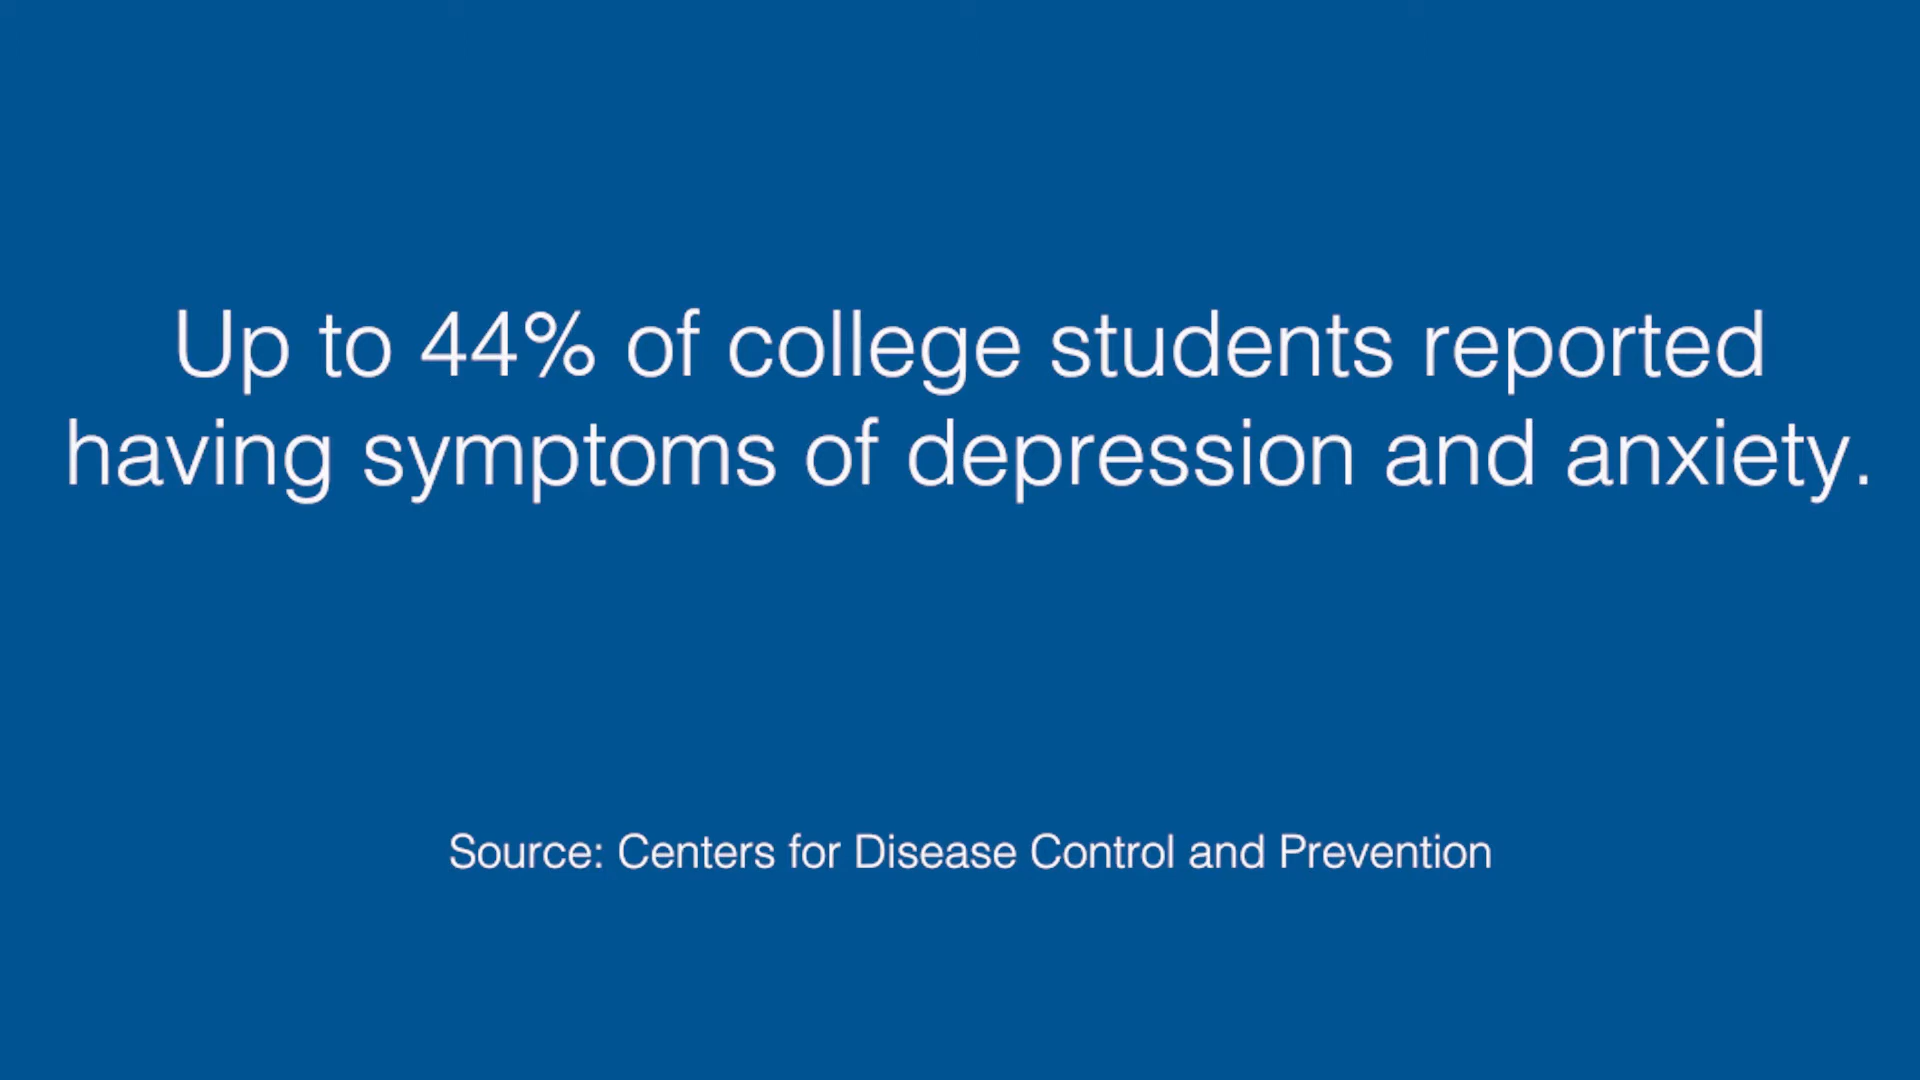 Up to 44% of college students reported
having symptoms of depression and anxiety.
Source: Centers for Disease Control and Prevention